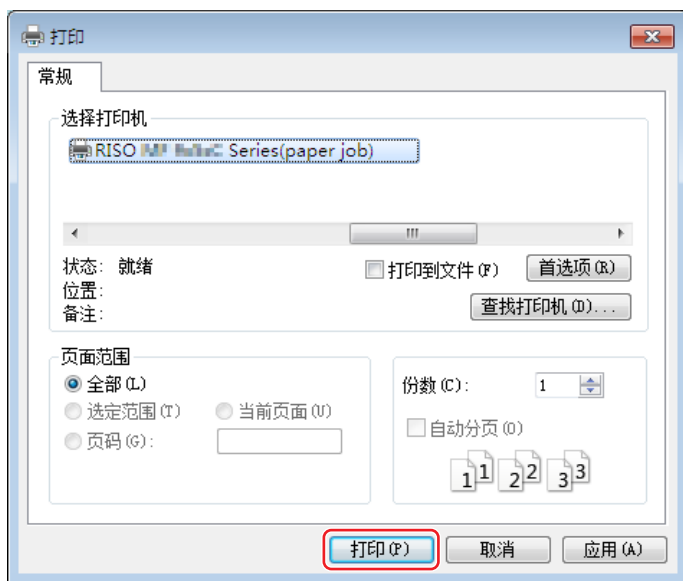 打印
常规
选择打印机
RISO Series(paper job)
状态: 就绪
打印到文件(F) 首选项(R)
位置:
查找打印机(D)...
备注:
页面范围
全部(L)
选定范围(T) 当前页面(U)
页码(G):
份数(C): 1
自动分页(O)
1 1 2 2 3 3
打印(P) 取消 应用(A)